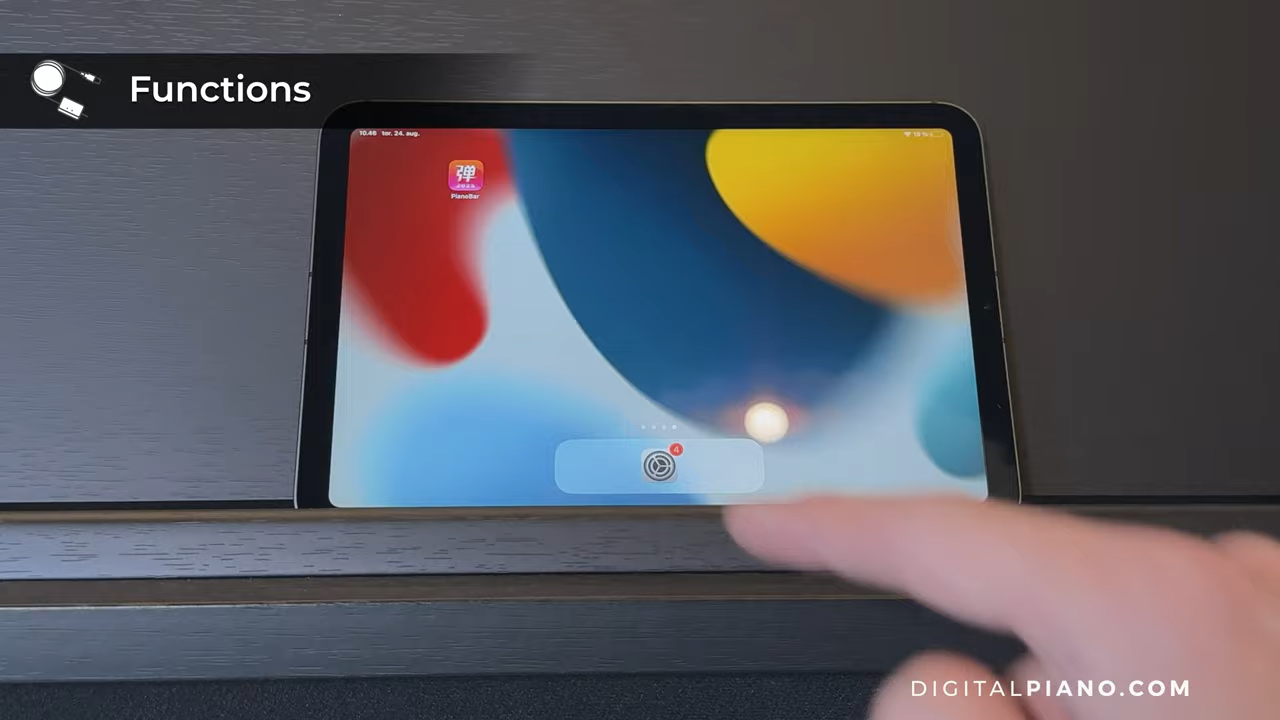 Functions
10.46 tor. 24. aug.
弹
PianoBar
4
DIGITALPIANO.COM